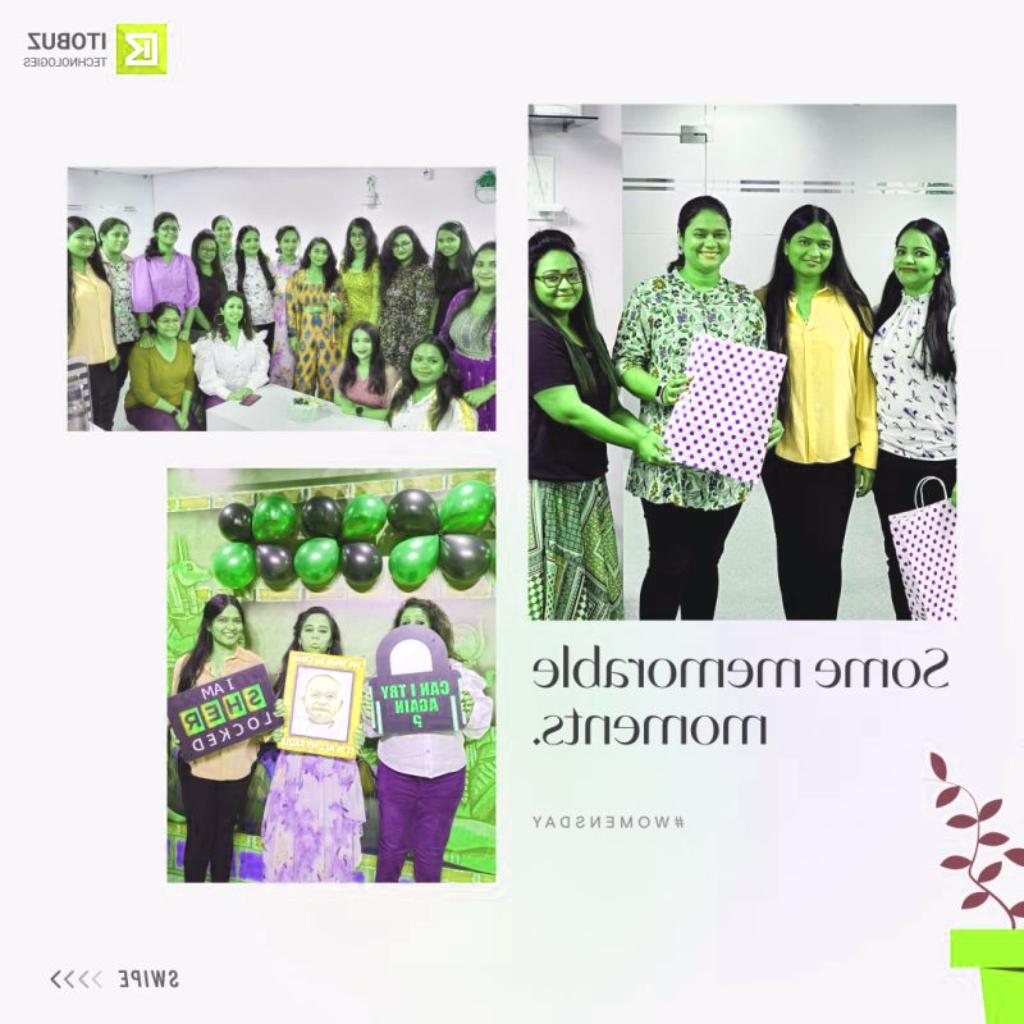 ITOBUZ
TECHNOLOGIES
I AM
SHER
LOCKED
CAN I TRY
AGAIN
?
Some memorable
moments.
#WOMENSDAY
SWIPE